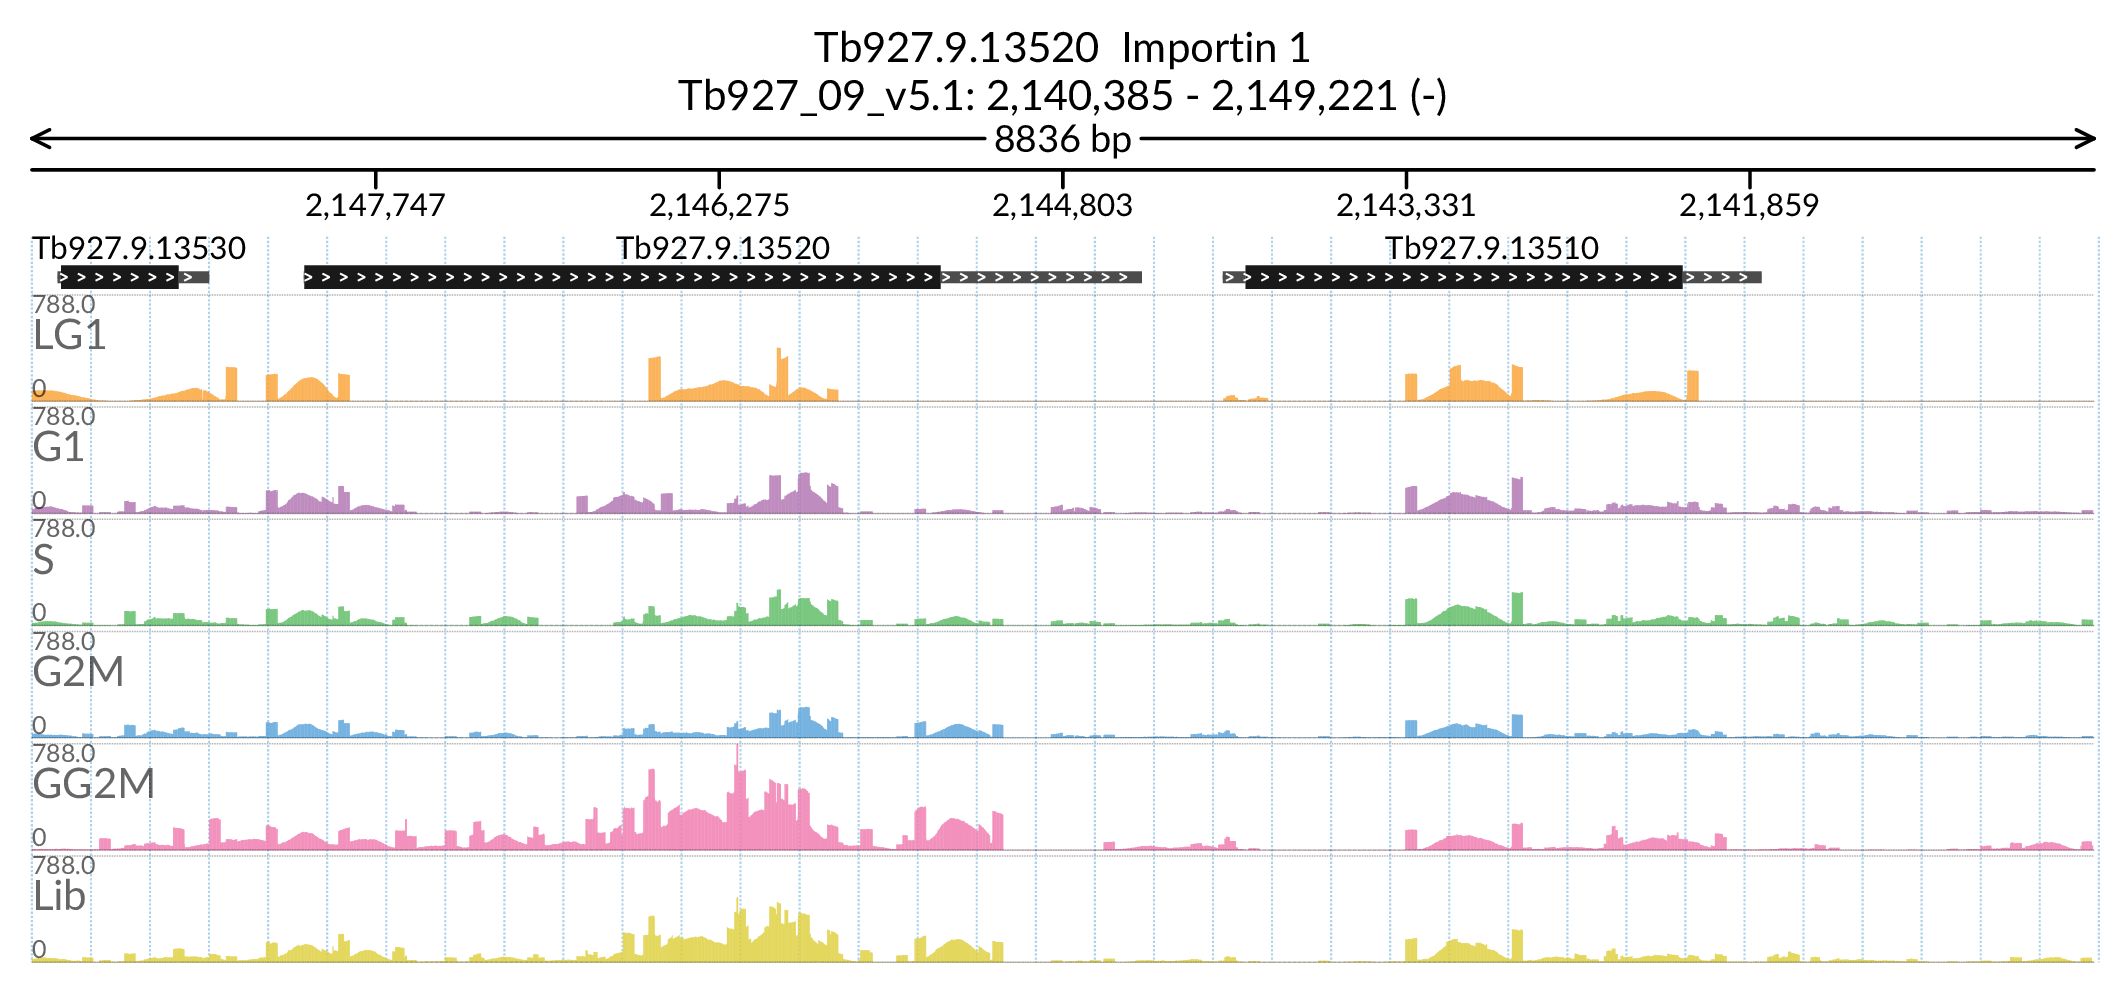 Tb927.9.13520  Importin 1
Tb927_09_v5.1: 2,140,385 - 2,149,221 (-)
8836 bp
2,147,747 2,146,275 2,144,803 2,143,331 2,141,859
Tb927.9.13530 Tb927.9.13520 Tb927.9.13510
788.0
LG1
0
788.0
G1
0
788.0
S
0
788.0
G2M
0
788.0
GG2M
0
788.0
Lib
0